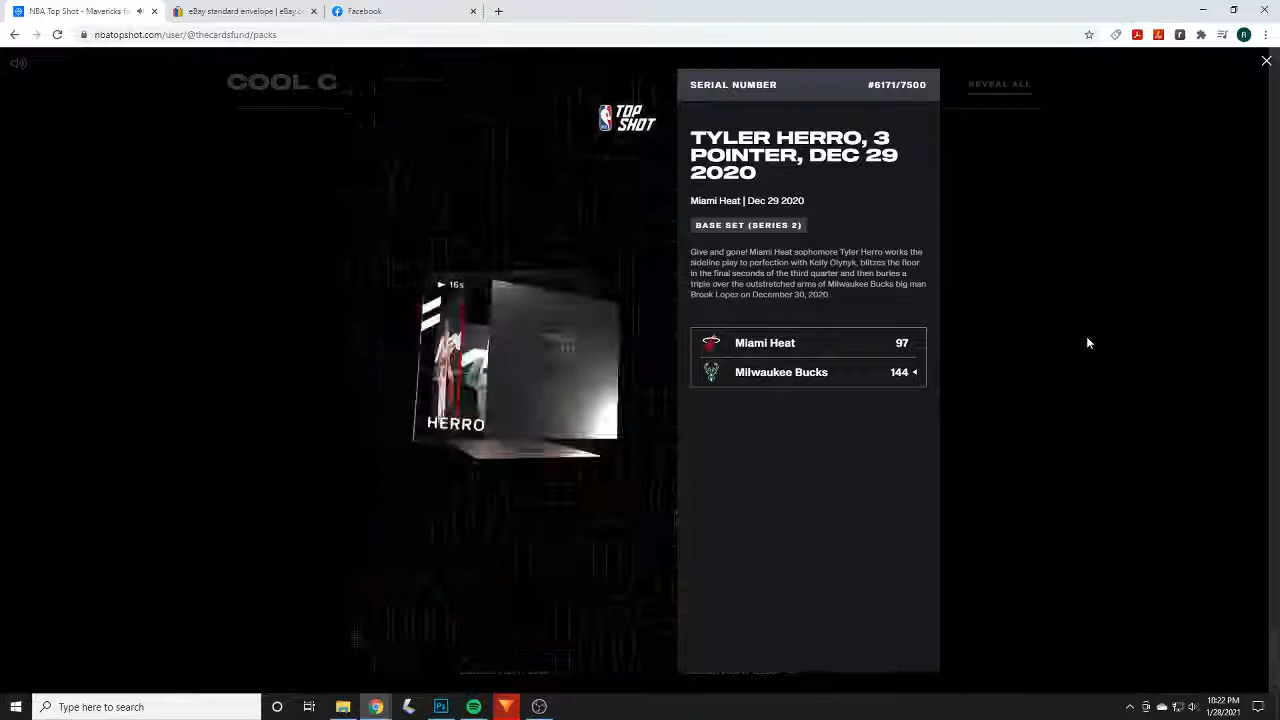 NBA Top Shot - Mavericks fa
eBay standard envelope | eBay.c
Facebook
nbatopshot.com/user/@thecardsfund/packs
R
COOL C
SERIAL NUMBER #6171/7500
REVEAL ALL
TOP
SHOT
TYLER HERRO, 3
POINTER, DEC 29
2020
Miami Heat | Dec 29 2020
BASE SET (SERIES 2)
Give and gone! Miami Heat sophomore Tyler Herro works the
sideline play to perfection with Kelly Olynyk, blitzes the floor
in the final seconds of the third quarter and then buries a
triple over the outstretched arms of Milwaukee Bucks big man
Brook Lopez on December 30, 2020.
16s
HERRO
Miami Heat 97
Milwaukee Bucks 144
Type here to search
Ps
10:22 PM
1/28/2021